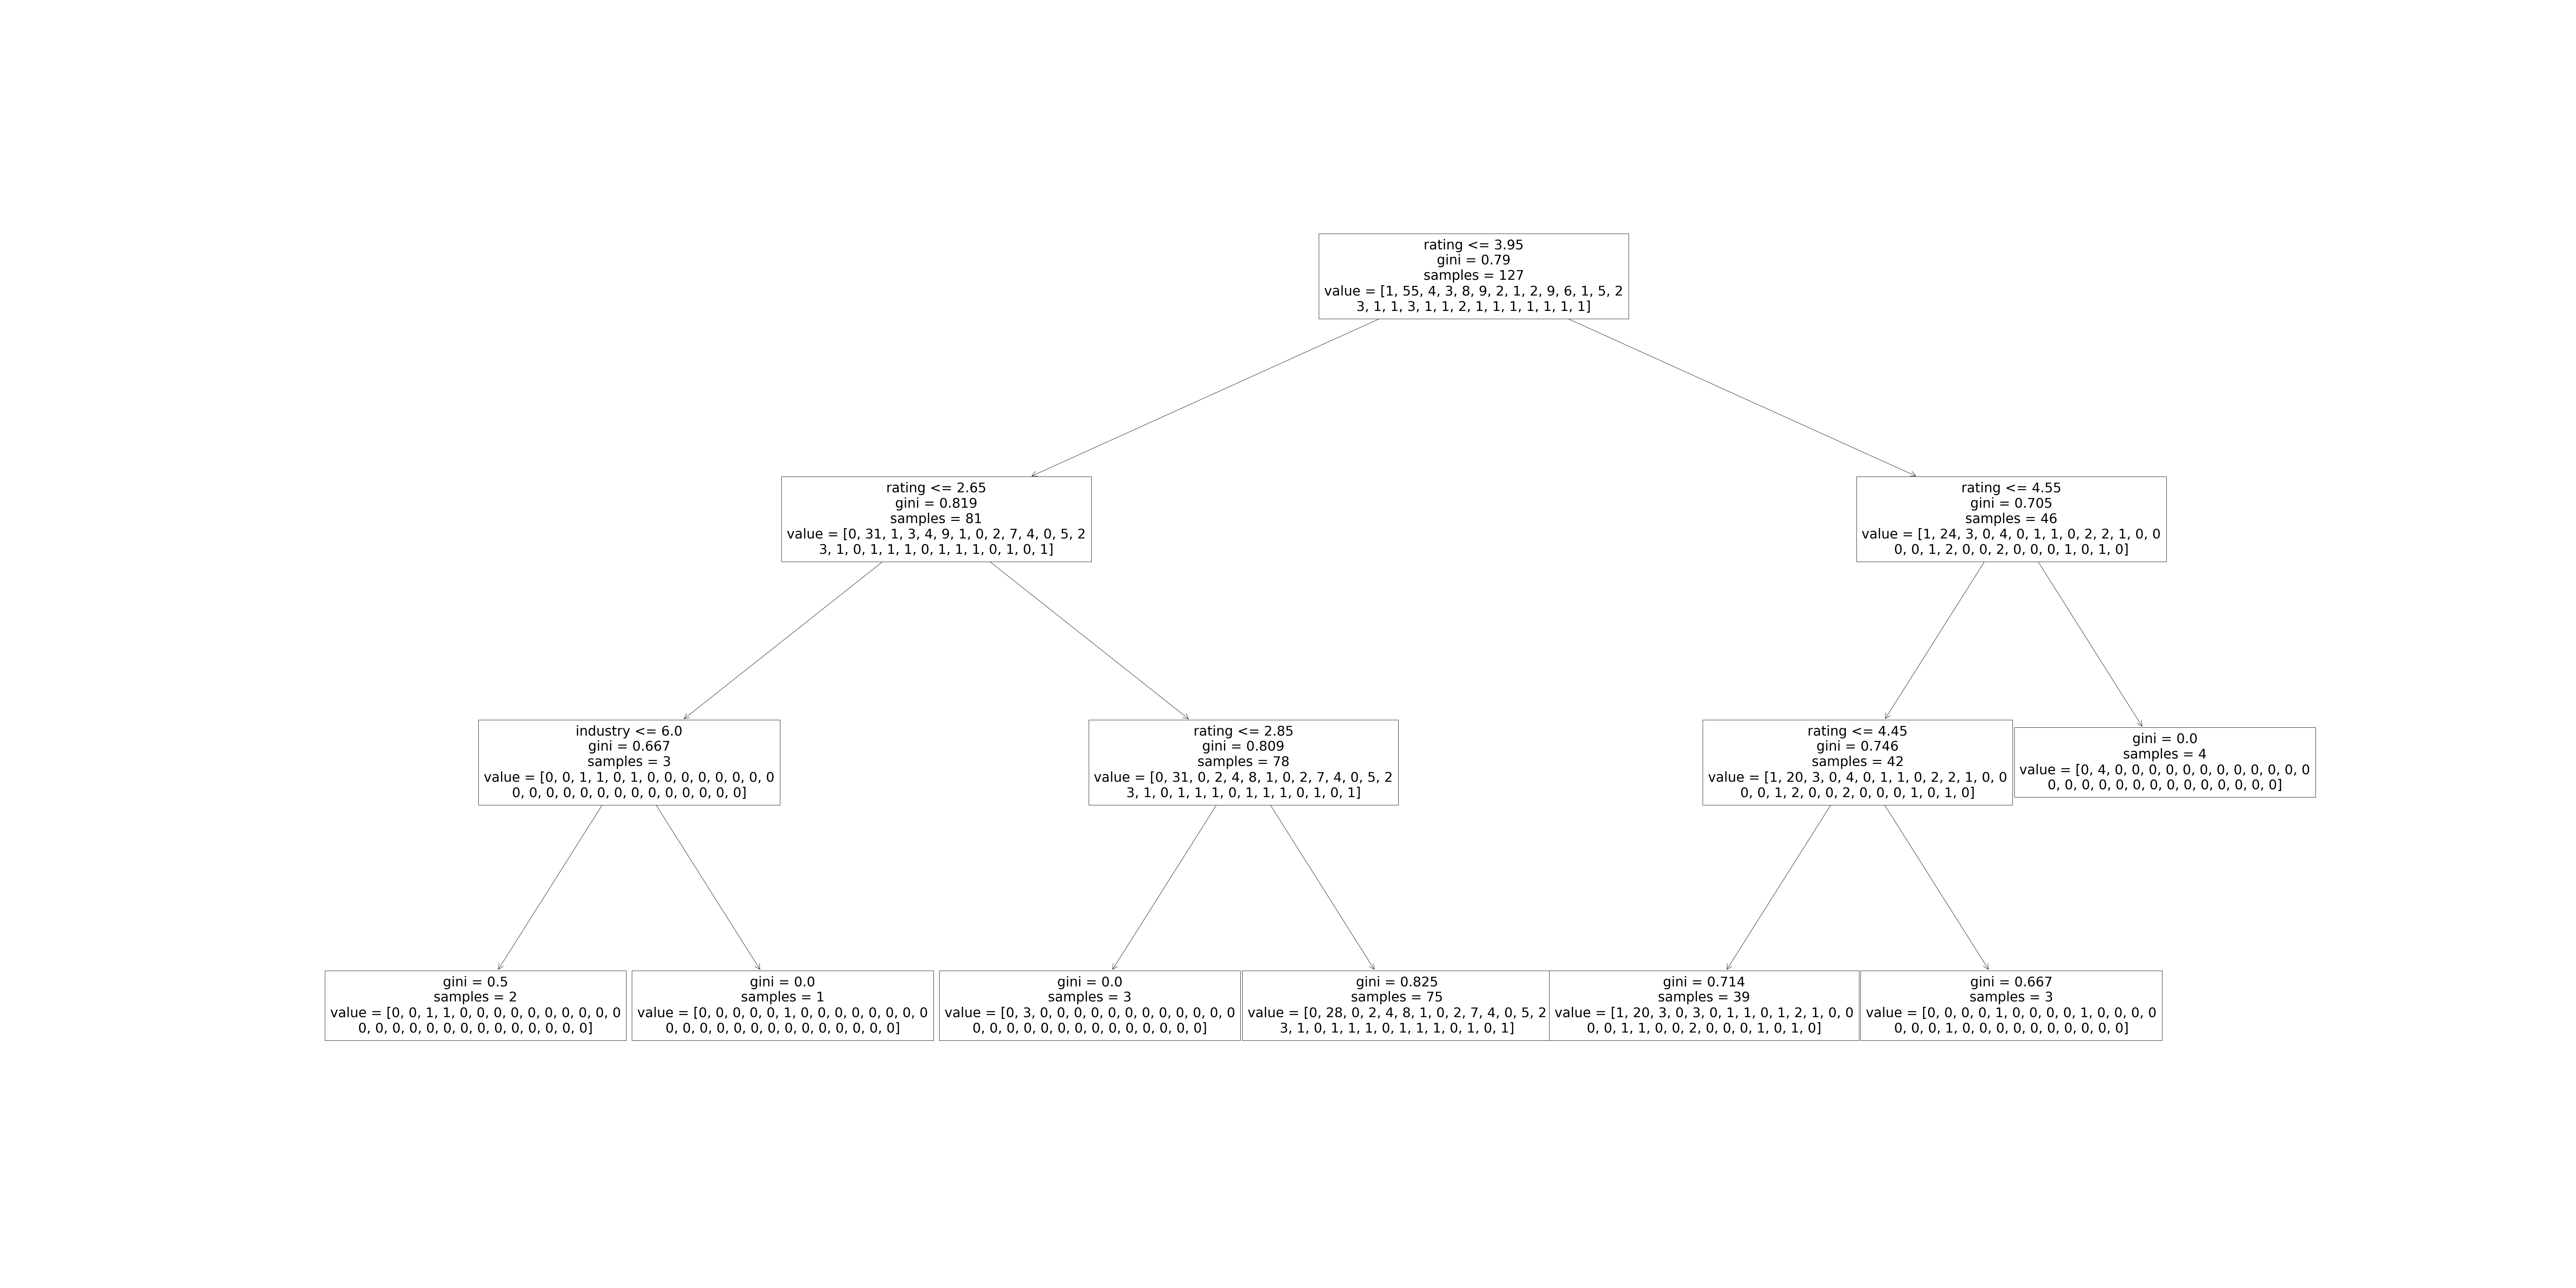 rating <= 3.95
gini = 0.79
samples = 127
value = [1, 55, 4, 3, 8, 9, 2, 1, 2, 9, 6, 1, 5, 2
3, 1, 1, 3, 1, 1, 2, 1, 1, 1, 1, 1, 1, 1]
rating <= 2.65
gini = 0.819
samples = 81
value = [0, 31, 1, 3, 4, 9, 1, 0, 2, 7, 4, 0, 5, 2
3, 1, 0, 1, 1, 1, 0, 1, 1, 1, 0, 1, 0, 1]
rating <= 4.55
gini = 0.705
samples = 46
value = [1, 24, 3, 0, 4, 0, 1, 1, 0, 2, 2, 1, 0, 0
0, 0, 1, 2, 0, 0, 2, 0, 0, 0, 1, 0, 1, 0]
industry <= 6.0
gini = 0.667
samples = 3
value = [0, 0, 1, 1, 0, 1, 0, 0, 0, 0, 0, 0, 0, 0
0, 0, 0, 0, 0, 0, 0, 0, 0, 0, 0, 0, 0, 0]
rating <= 2.85
gini = 0.809
samples = 78
value = [0, 31, 0, 2, 4, 8, 1, 0, 2, 7, 4, 0, 5, 2
3, 1, 0, 1, 1, 1, 0, 1, 1, 1, 0, 1, 0, 1]
rating <= 4.45
gini = 0.746
samples = 42
value = [1, 20, 3, 0, 4, 0, 1, 1, 0, 2, 2, 1, 0, 0
0, 0, 1, 2, 0, 0, 2, 0, 0, 0, 1, 0, 1, 0]
gini = 0.0
samples = 4
value = [0, 4, 0, 0, 0, 0, 0, 0, 0, 0, 0, 0, 0, 0
0, 0, 0, 0, 0, 0, 0, 0, 0, 0, 0, 0, 0, 0]
gini = 0.5
samples = 2
value = [0, 0, 1, 1, 0, 0, 0, 0, 0, 0, 0, 0, 0, 0
0, 0, 0, 0, 0, 0, 0, 0, 0, 0, 0, 0, 0, 0]
gini = 0.0
samples = 1
value = [0, 0, 0, 0, 0, 1, 0, 0, 0, 0, 0, 0, 0, 0
0, 0, 0, 0, 0, 0, 0, 0, 0, 0, 0, 0, 0, 0]
gini = 0.0
samples = 3
value = [0, 3, 0, 0, 0, 0, 0, 0, 0, 0, 0, 0, 0, 0
0, 0, 0, 0, 0, 0, 0, 0, 0, 0, 0, 0, 0, 0]
gini = 0.825
samples = 75
value = [0, 28, 0, 2, 4, 8, 1, 0, 2, 7, 4, 0, 5, 2
3, 1, 0, 1, 1, 1, 0, 1, 1, 1, 0, 1, 0, 1]
gini = 0.714
samples = 39
value = [1, 20, 3, 0, 3, 0, 1, 1, 0, 1, 2, 1, 0, 0
0, 0, 1, 1, 0, 0, 2, 0, 0, 0, 1, 0, 1, 0]
gini = 0.667
samples = 3
value = [0, 0, 0, 0, 1, 0, 0, 0, 0, 1, 0, 0, 0, 0
0, 0, 0, 1, 0, 0, 0, 0, 0, 0, 0, 0, 0, 0]